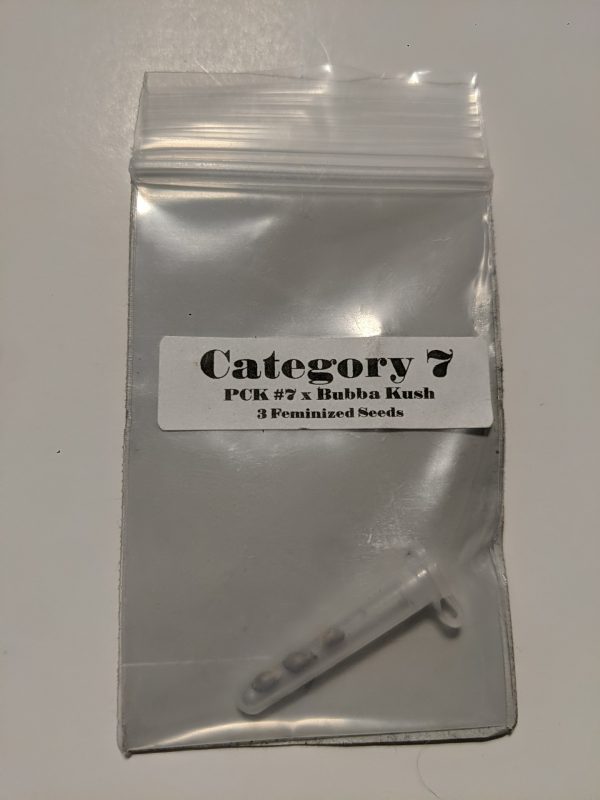 Category 7
PCK #7 x Bubba Kush
3 Feminized Seeds